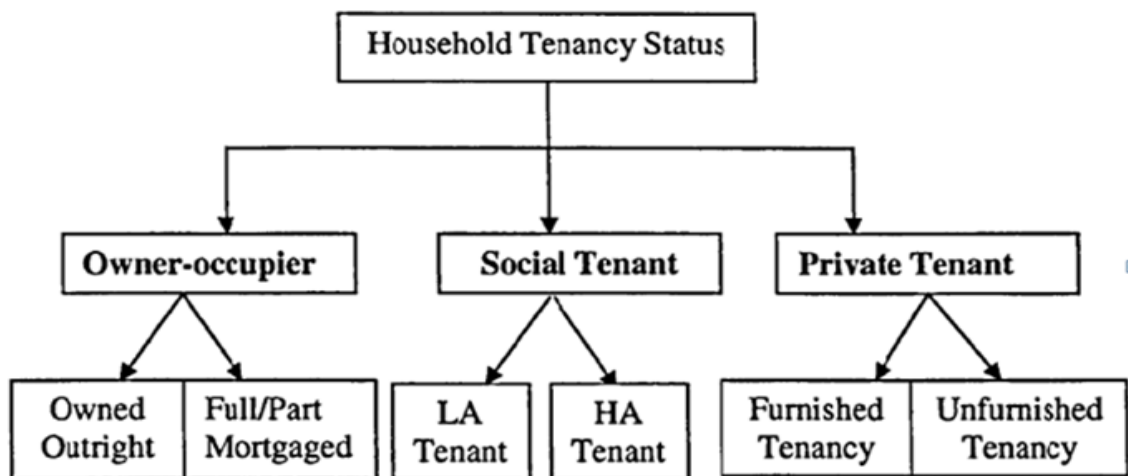 Household Tenancy Status
Owner-occupier
Social Tenant
Private Tenant
Owned
Outright
Full/Part
Mortgaged
LA
Tenant
HA
Tenant
Furnished
Tenancy
Unfurnished
Tenancy